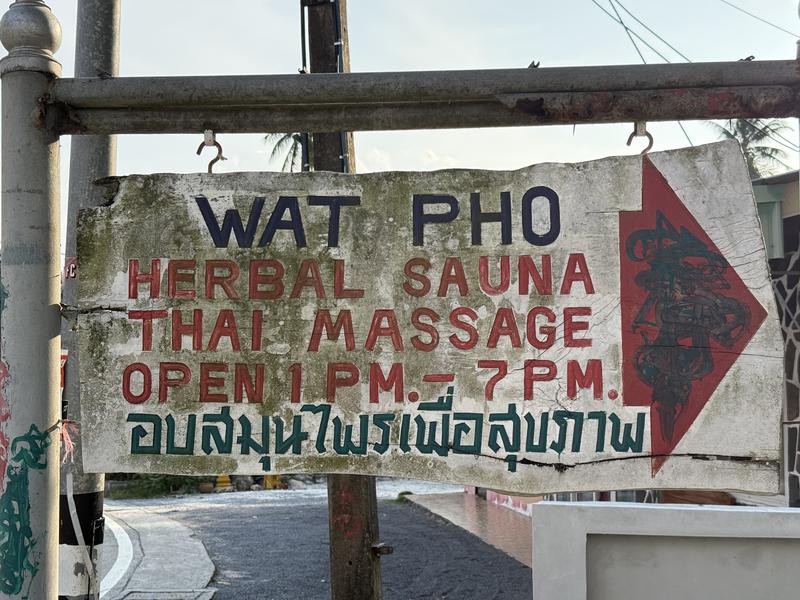 WAT PHO
HERBAL SAUNA
THAI MASSAGE
OPEN 1 PM.- 7 PM.
อบสมุนไพรเพื่อสุขภาพ